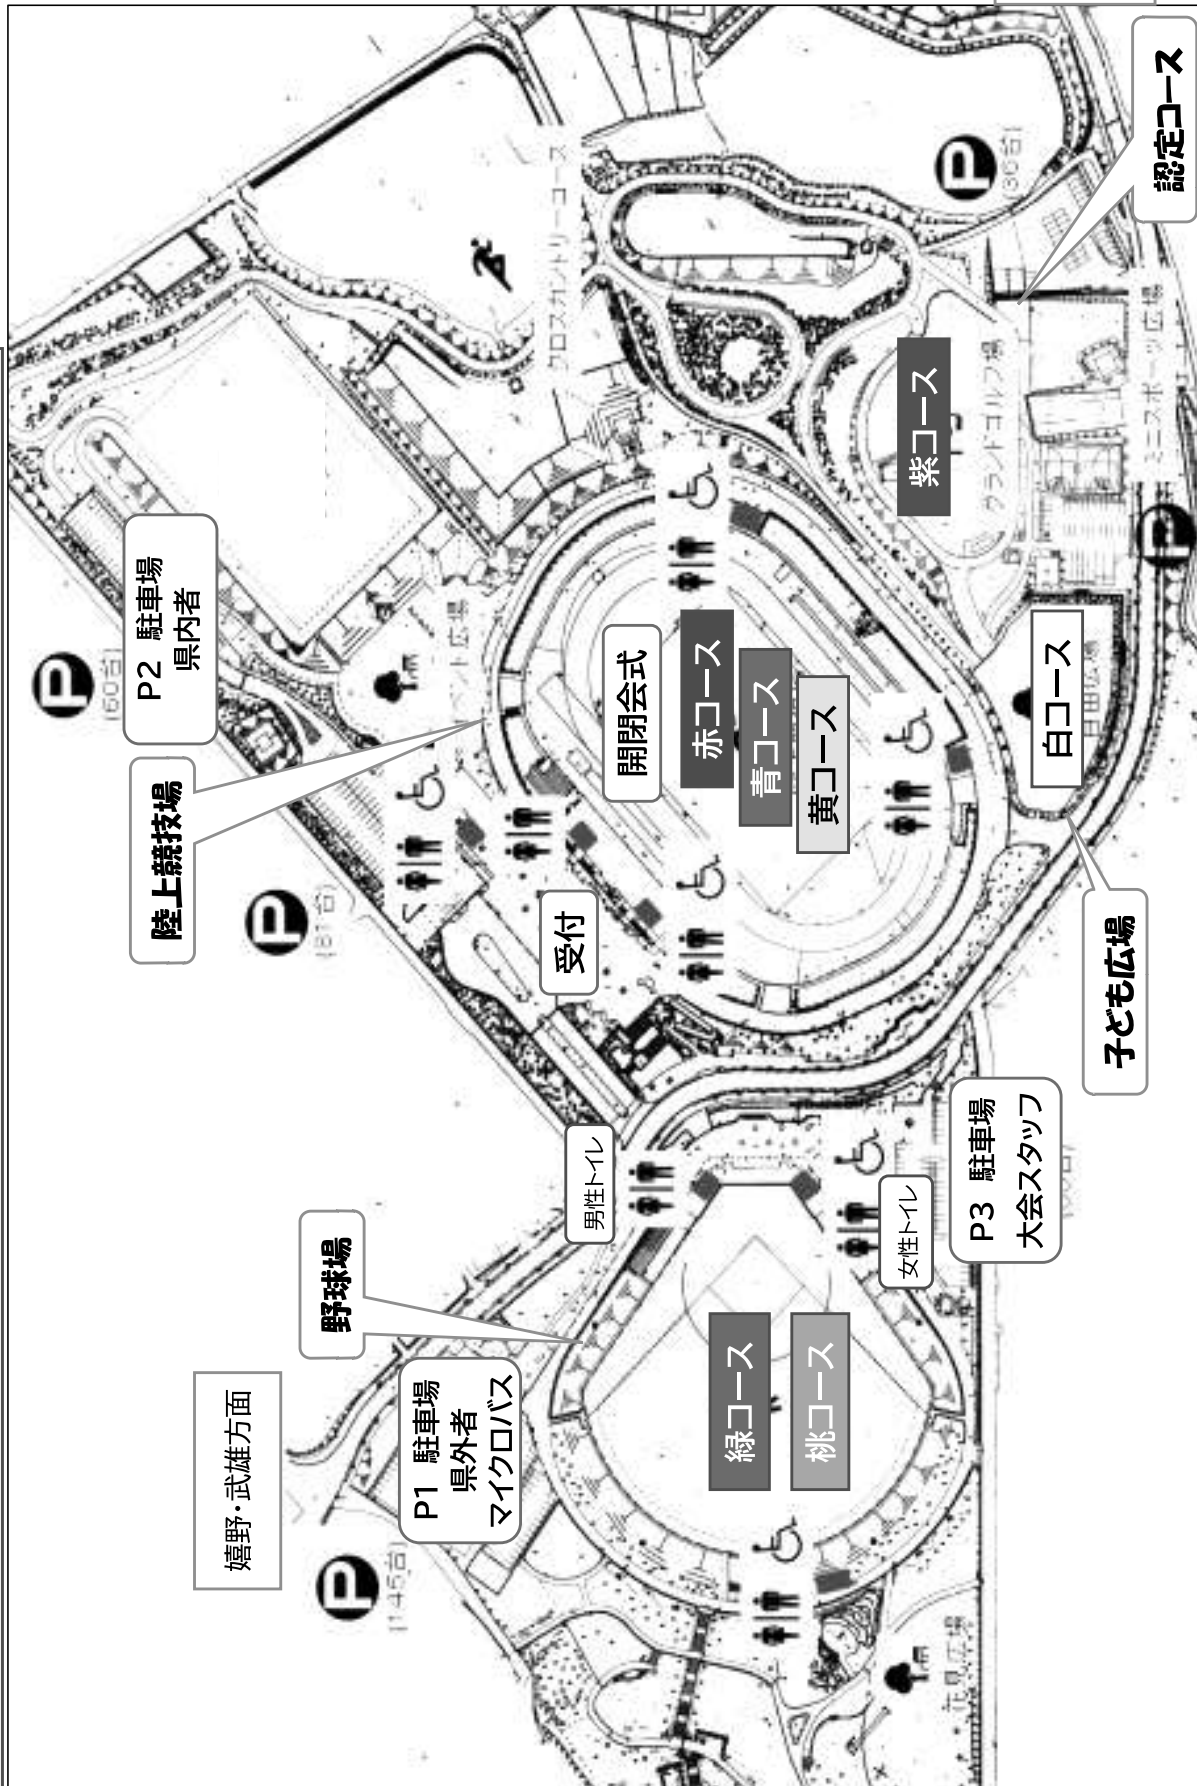 嬉野・武雄方面
P
(145台)
P1 駐車場
県外者
マイクロバス
野球場
男性トイレ
緑コース
桃コース
女性トイレ
花見広場
P3 駐車場
大会スタッフ
陸上競技場
P
(81台)
P
(60台)
P2 駐車場
県内者
受付
開閉会式
赤コース
青コース
黄コース
白コース
子ども広場
クロスカントリーコース
紫コース
グランドゴルフ場
ミニスポーツ広場
P
P
(36台)
認定コース